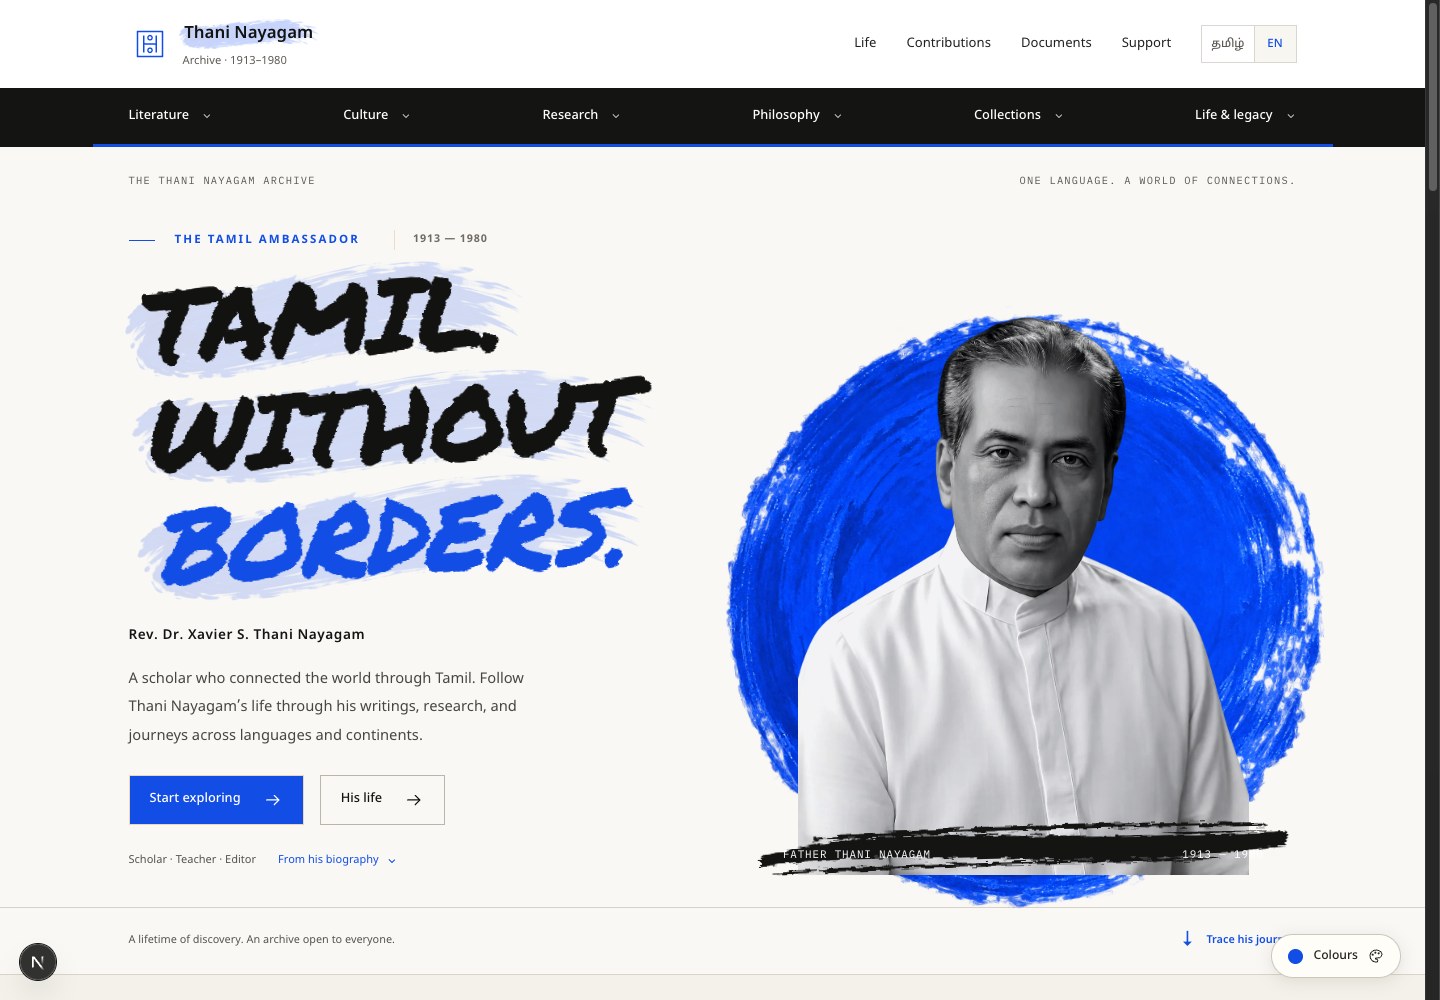 Thani Nayagam
Archive · 1913–1980
Life
Contributions
Documents
Support
தமிழ்
EN
Literature
Culture
Research
Philosophy
Collections
Life & legacy
THE THANI NAYAGAM ARCHIVE
ONE LANGUAGE. A WORLD OF CONNECTIONS.
THE TAMIL AMBASSADOR
1913 — 1980
TAMIL.
WITHOUT
BORDERS.
Rev. Dr. Xavier S. Thani Nayagam
A scholar who connected the world through Tamil. Follow
Thani Nayagam’s life through his writings, research, and
journeys across languages and continents.
Start exploring
His life
Scholar · Teacher · Editor
From his biography
FATHER THANI NAYAGAM
1913 —
A lifetime of discovery. An archive open to everyone.
Trace his
Colours
N